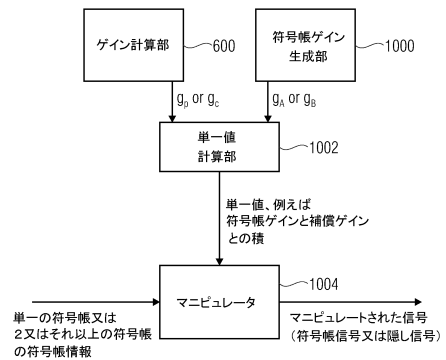 ゲイン計算部
600
符号帳ゲイン
生成部
1000
gp or gc
gA or gB
単一値
計算部
1002
単一値、例えば
符号帳ゲインと補償ゲイン
との積
マニピュレータ
1004
単一の符号帳又は
2又はそれ以上の符号帳
の符号帳情報
マニピュレートされた信号
(符号帳信号又は隠し信号)